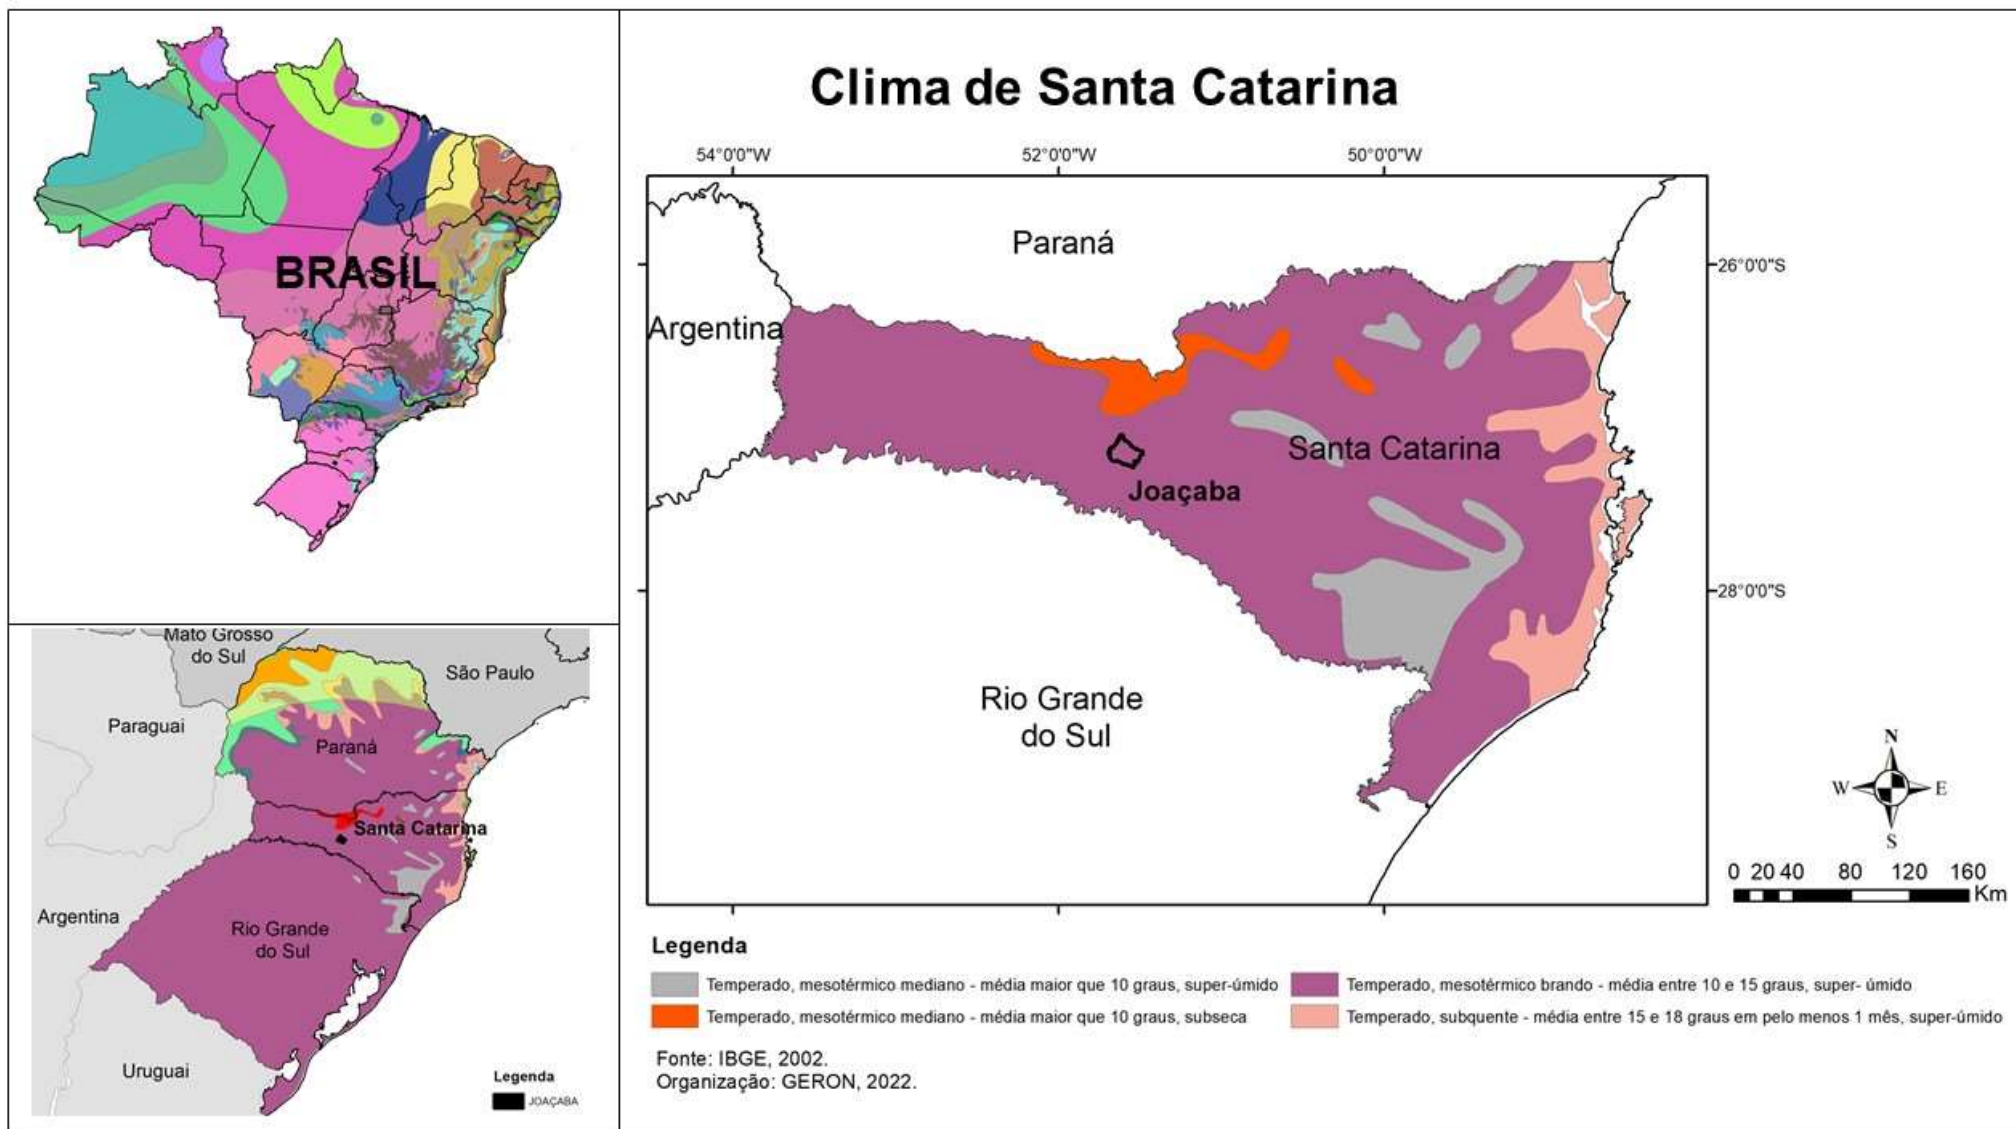 BRASIL
Mato Grosso
do Sul
São Paulo
Paraguai
Paraná
Santa Catarina
Argentina
Rio Grande
do Sul
Uruguai
Legenda
JOAÇABA
Clima de Santa Catarina
54°0'0"W
52°0'0"W
50°0'0"W
Paraná
26°0'0"S
Argentina
Santa Catarina
Joaçaba
28°0'0"S
Rio Grande
do Sul
N
W
E
S
0 20 40 80 120 160
Km
Legenda
Temperado, mesotérmico mediano - média maior que 10 graus, super-úmido
Temperado, mesotérmico brando - média entre 10 e 15 graus, super- úmido
Temperado, mesotérmico mediano - média maior que 10 graus, subseca
Temperado, subquente - média entre 15 e 18 graus em pelo menos 1 mês, super-úmido
Fonte: IBGE, 2002.
Organização: GERON, 2022.